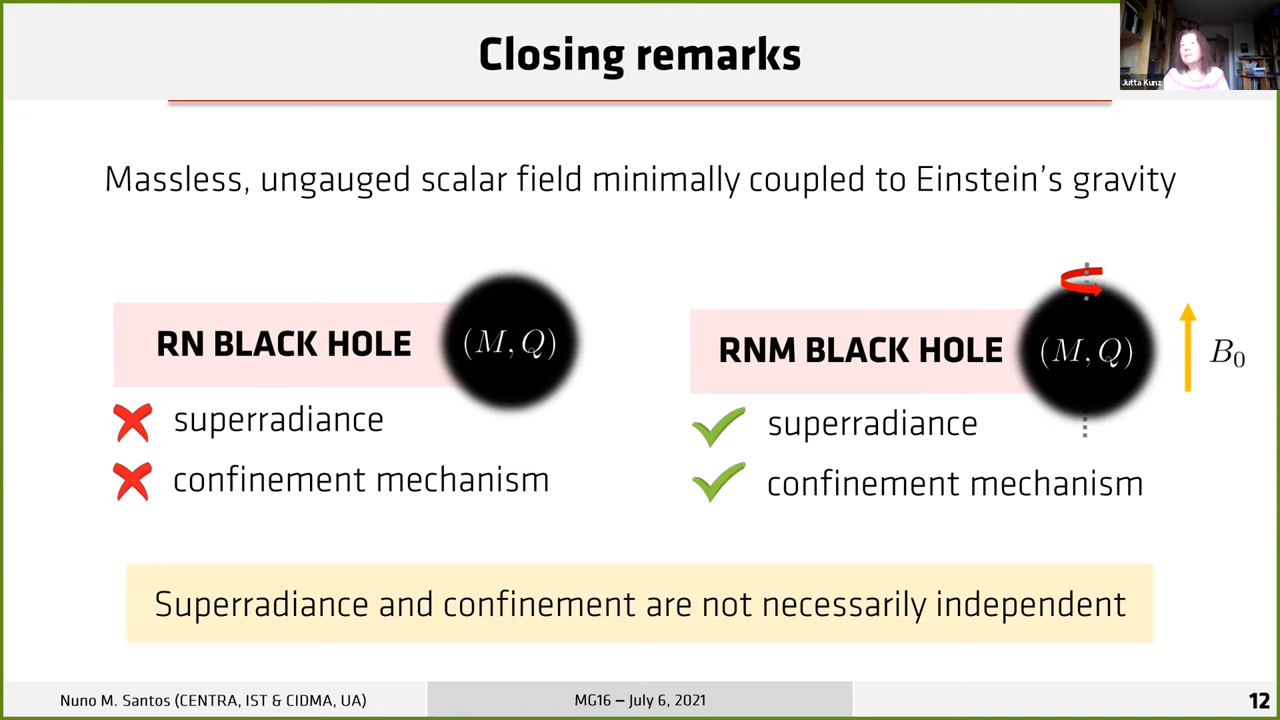 Closing remarks
Jutta Kunz
Massless, ungauged scalar field minimally coupled to Einstein's gravity
RN BLACK HOLE
(M, Q)
superradiance
confinement mechanism
RNM BLACK HOLE
(M, Q)
B₀
superradiance
confinement mechanism
Superradiance and confinement are not necessarily independent
Nuno M. Santos (CENTRA, IST & CIDMA, UA)
MG16 – July 6, 2021
12